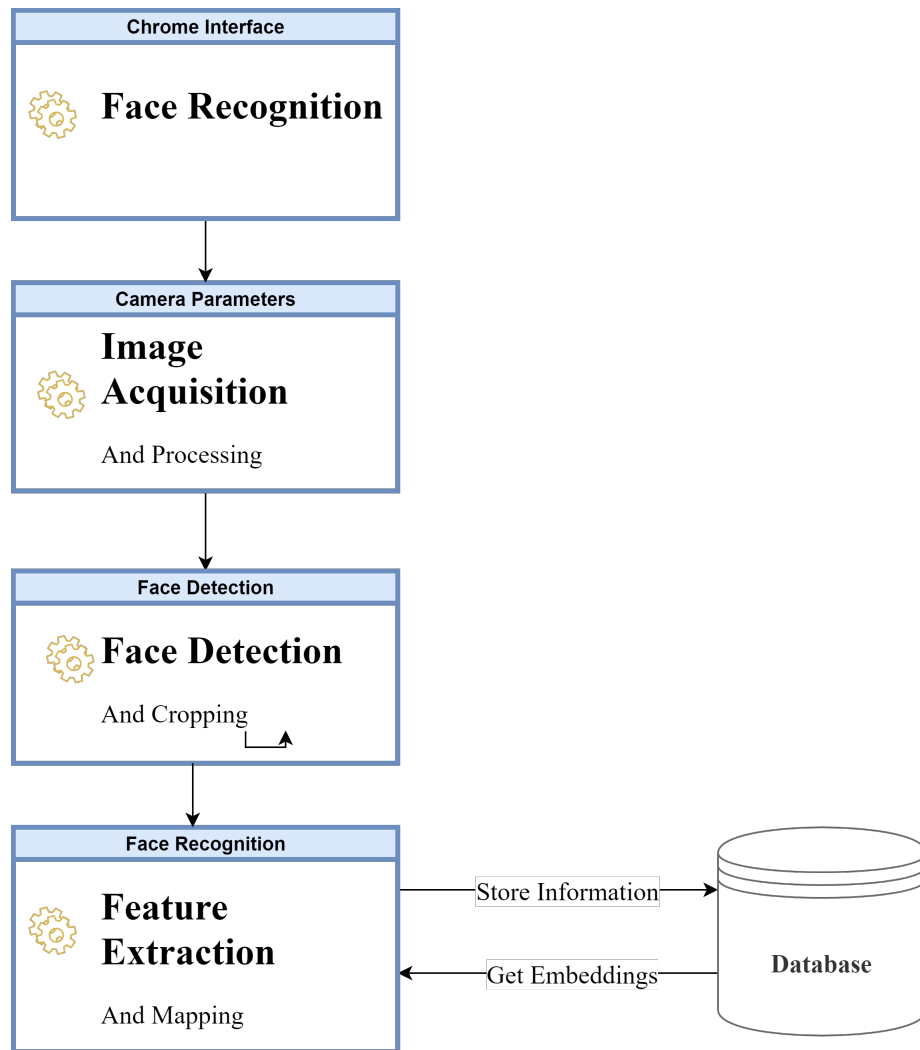 Chrome Interface
Face Recognition
Camera Parameters
Image
Acquisition
And Processing
Face Detection
Face Detection
And Cropping
Face Recognition
Feature
Extraction
And Mapping
Store Information
Get Embeddings
Database